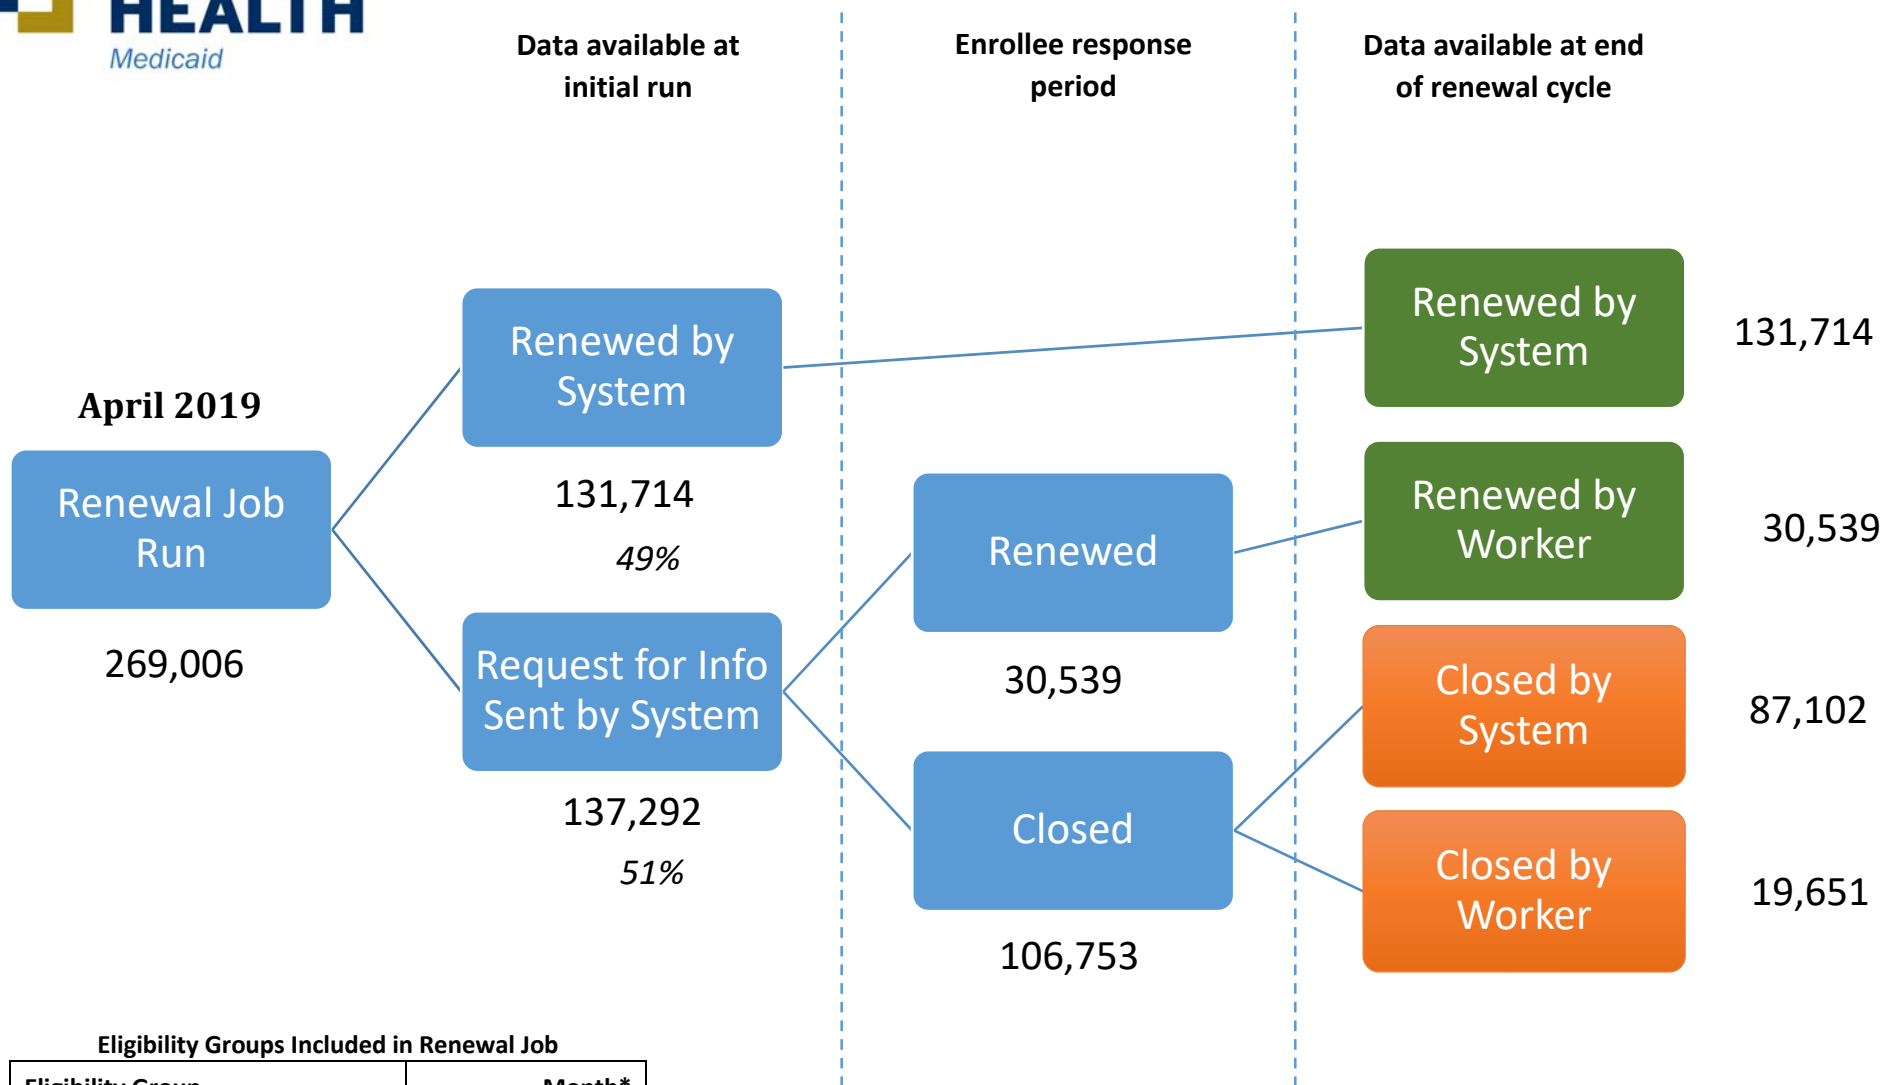 HEALTH
Medicaid
Data available at
initial run
Enrollee response
period
Data available at end
of renewal cycle
April 2019
Renewal Job
Run
269,006
Renewed by
System
131,714
49%
Request for Info
Sent by System
137,292
51%
Renewed
30,539
Closed
106,753
Renewed by
System
131,714
Renewed by
Worker
30,539
Closed by
System
87,102
Closed by
Worker
19,651
Eligibility Groups Included in Renewal Job
Eligibility Group
Month*